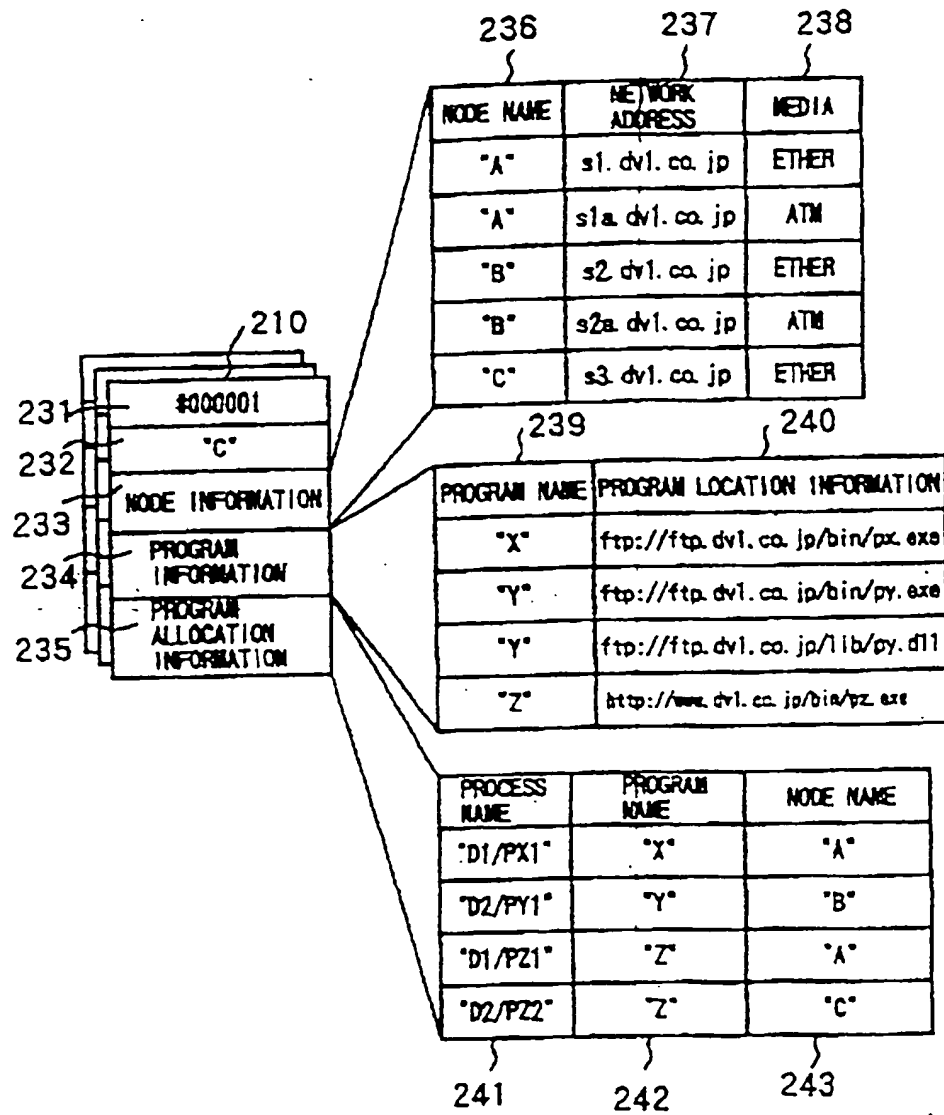 236 237 238
NODE NAME NETWORK ADDRESS MEDIA
"A" s1.dv1.co.jp ETHER
"A" s1a.dv1.co.jp ATM
"B" s2.dv1.co.jp ETHER
"B" s2a.dv1.co.jp ATM
"C" s3.dv1.co.jp ETHER
210
231 #000001
232 "C"
233 NODE INFORMATION
234 PROGRAM INFORMATION
235 PROGRAM ALLOCATION INFORMATION
239 240
PROGRAM NAME PROGRAM LOCATION INFORMATION
"X" ftp://ftp.dv1.co.jp/bin/px.exe
"Y" ftp://ftp.dv1.co.jp/bin/py.exe
"Y" ftp://ftp.dv1.co.jp/lib/py.dll
"Z" http://www.dv1.co.jp/bin/pz.exe
PROCESS NAME PROGRAM NAME NODE NAME
"D1/PX1" "X" "A"
"D2/PY1" "Y" "B"
"D1/PZ1" "Z" "A"
"D2/PZ2" "Z" "C"
241 242 243